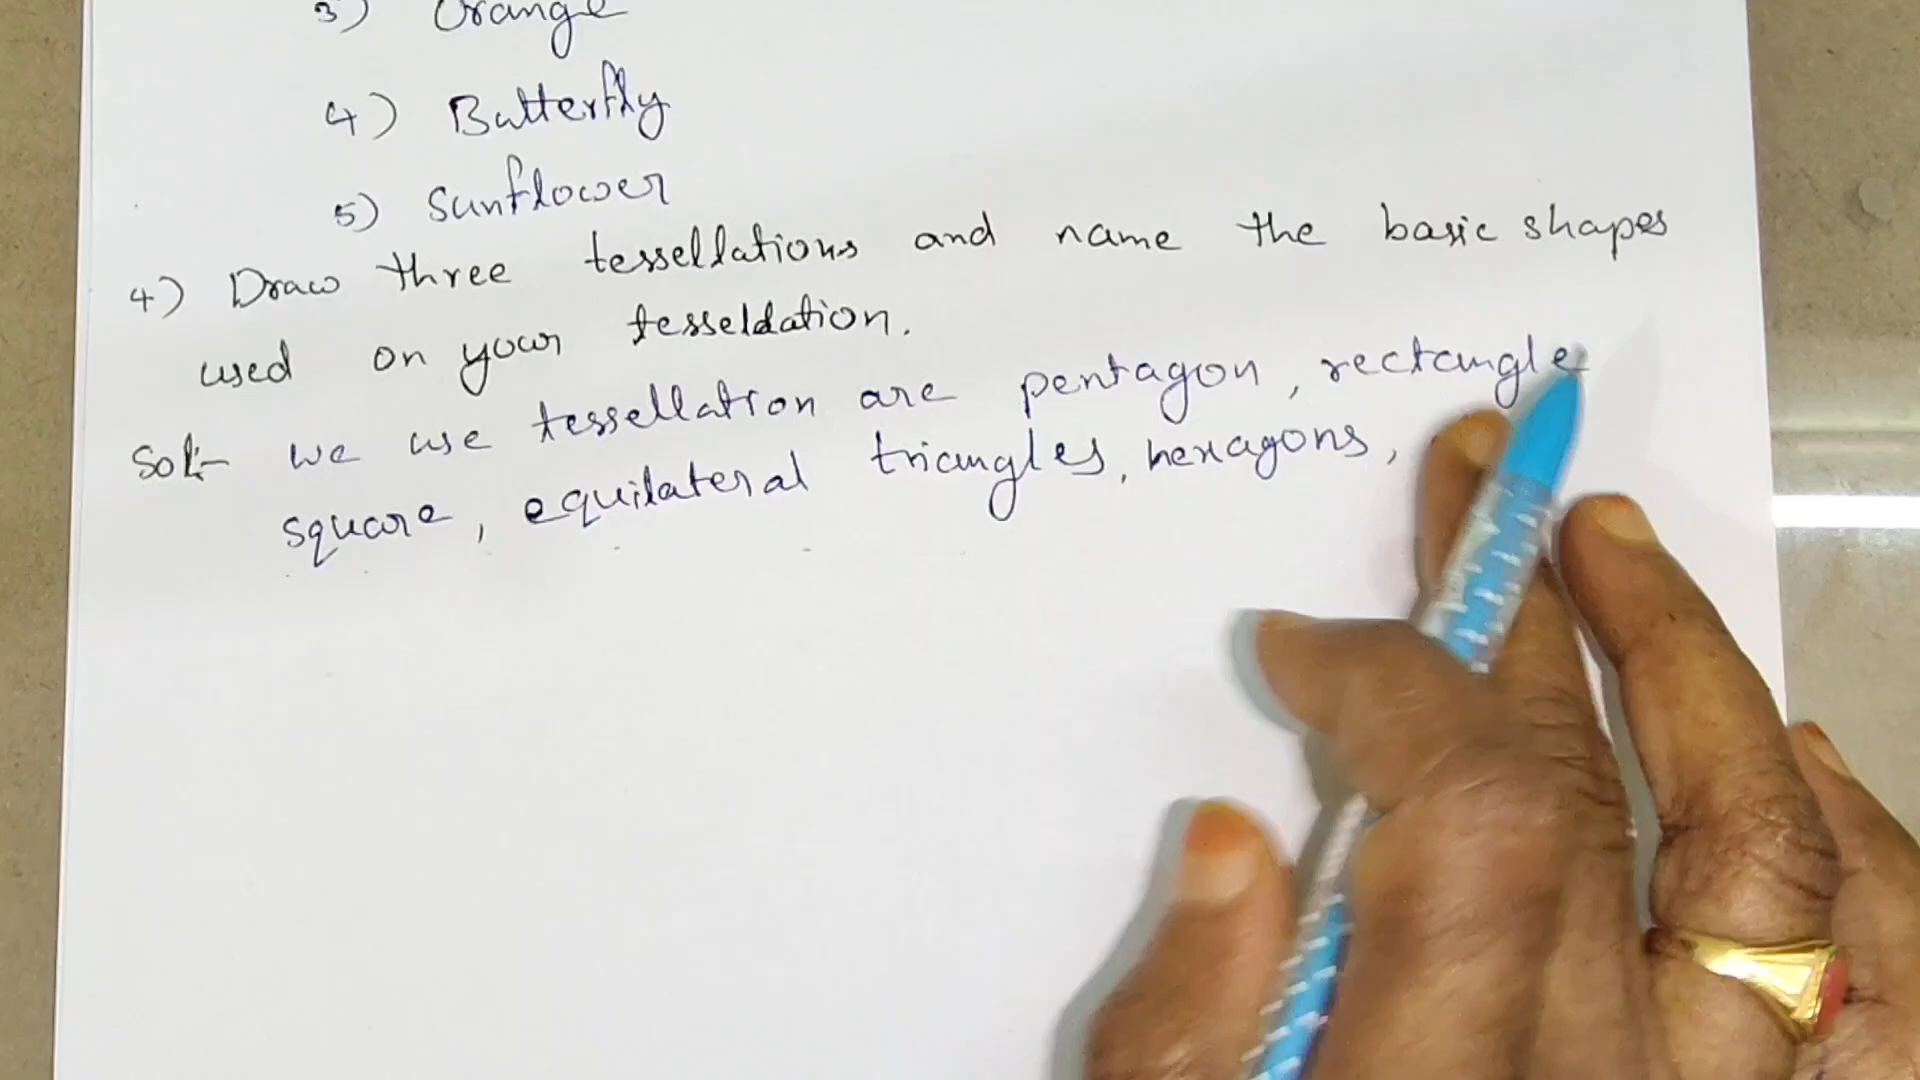 3) Orange
4) Butterfly
5) Sunflower
4) Draw three tessellations and name the basic shapes
used on your tesseldation.
Sol:- We use tessellation are pentagon, rectangle
square, equilateral triangles, hexagons,